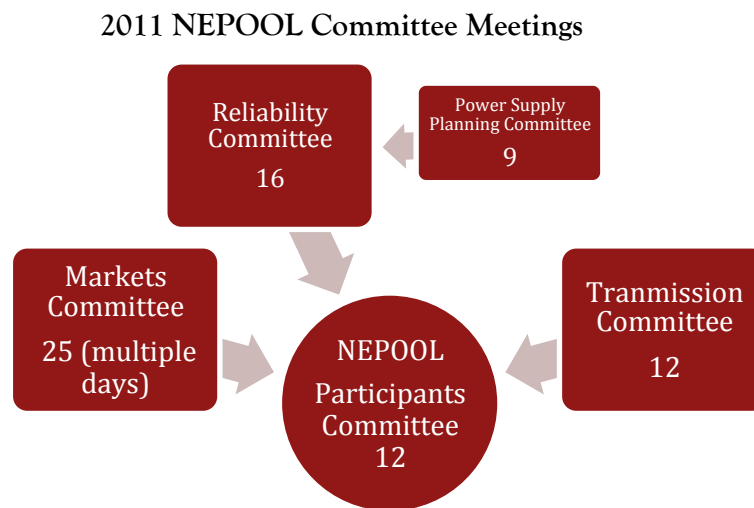 2011 NEPOOL Committee Meetings
Reliability
Committee
16
Power Supply
Planning Committee
9
Markets
Committee
25 (multiple
days)
NEPOOL
Participants
Committee
12
Tranmission
Committee
12